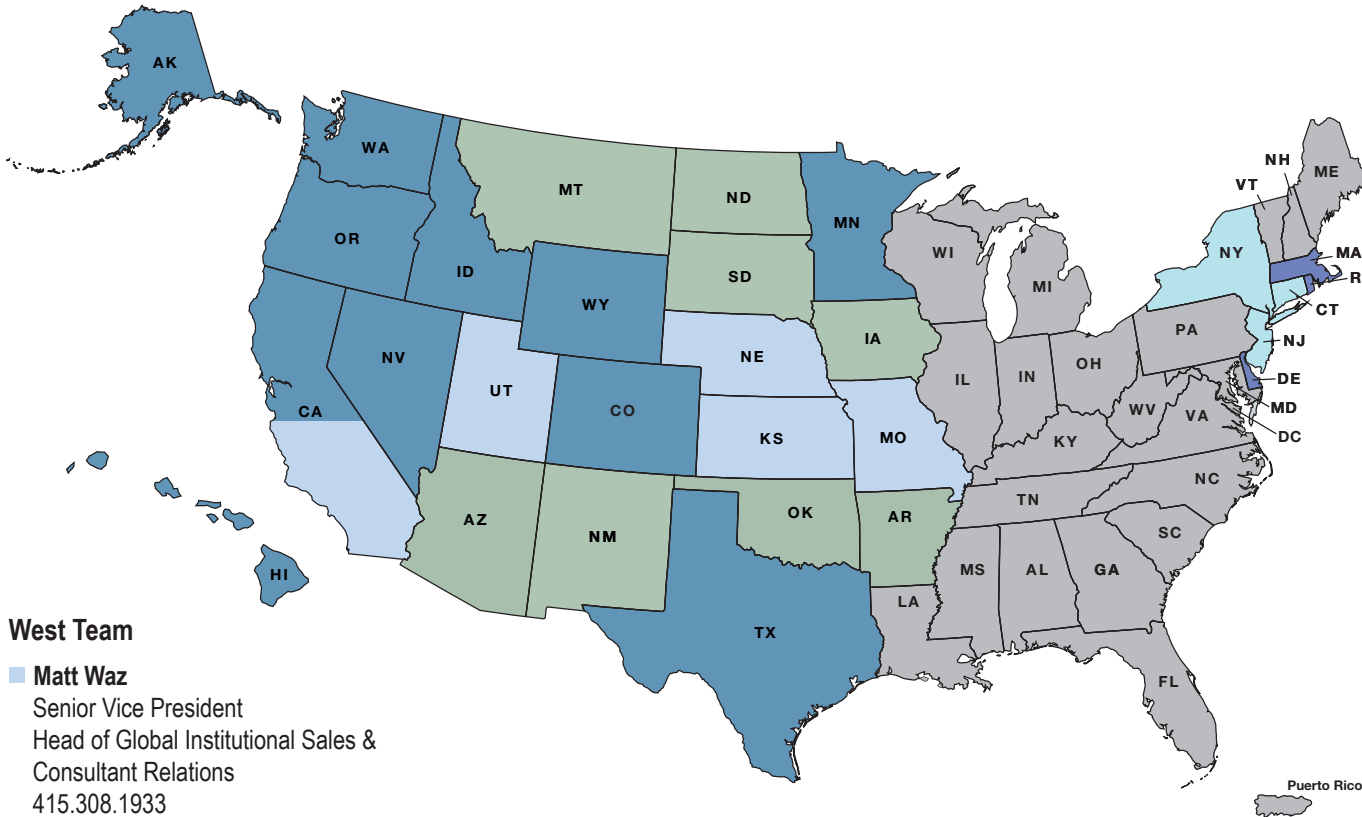 AK
WA
MT
ND
MN
OR
ID
SD
WI
MI
NY
VT
NH
ME
MA
R
CT
WY
NV
UT
NE
IA
PA
NJ
CA
CO
KS
MO
IL
IN
OH
DE
MD
DC
WV
VA
KY
NC
TN
AZ
NM
OK
AR
SC
MS
AL
GA
LA
HI
TX
FL
Puerto Rico
West Team
Matt Waz
Senior Vice President
Head of Global Institutional Sales &
Consultant Relations
415.308.1933